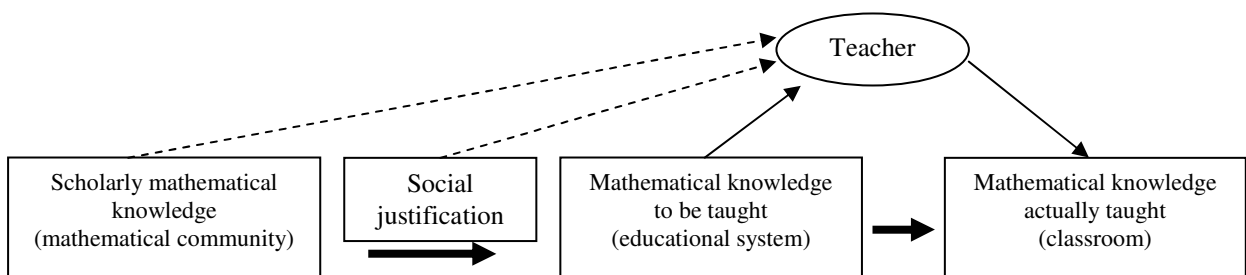 Teacher
Scholarly mathematical
knowledge
(mathematical community)
Social
justification
Mathematical knowledge
to be taught
(educational system)
Mathematical knowledge
actually taught
(classroom)